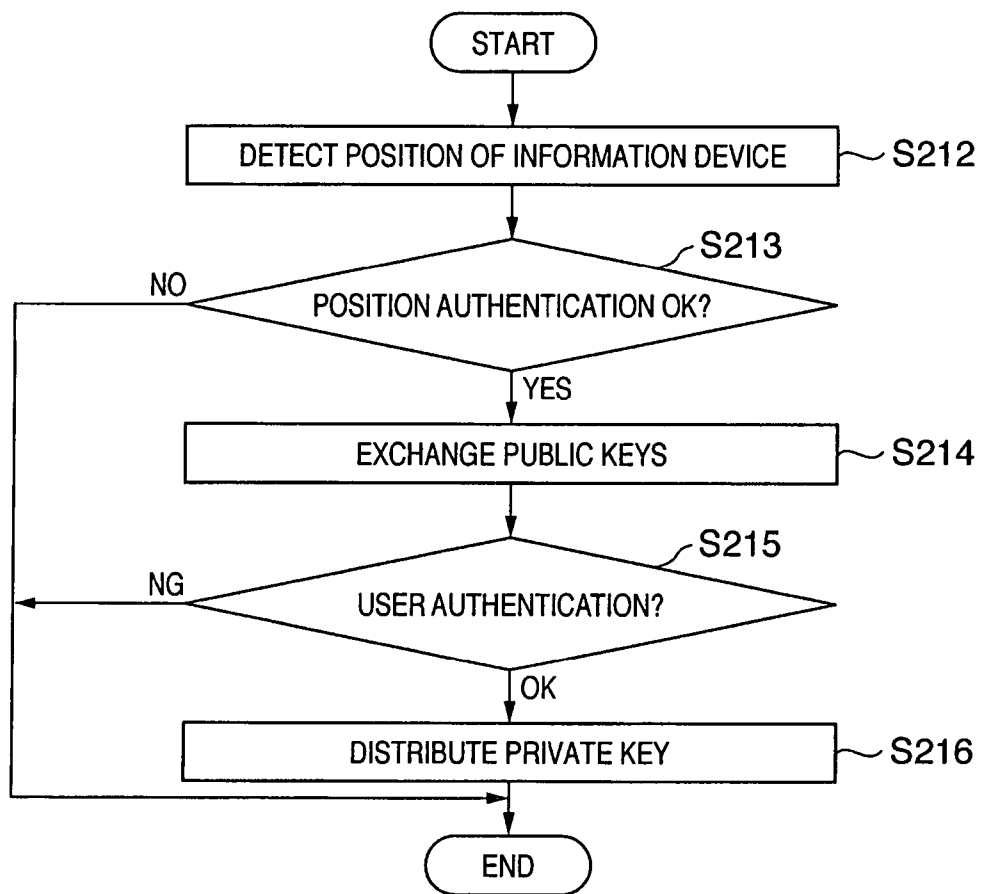 START
DETECT POSITION OF INFORMATION DEVICE
S212
S213
NO
POSITION AUTHENTICATION OK?
YES
EXCHANGE PUBLIC KEYS
S214
S215
NG
USER AUTHENTICATION?
OK
DISTRIBUTE PRIVATE KEY
S216
END